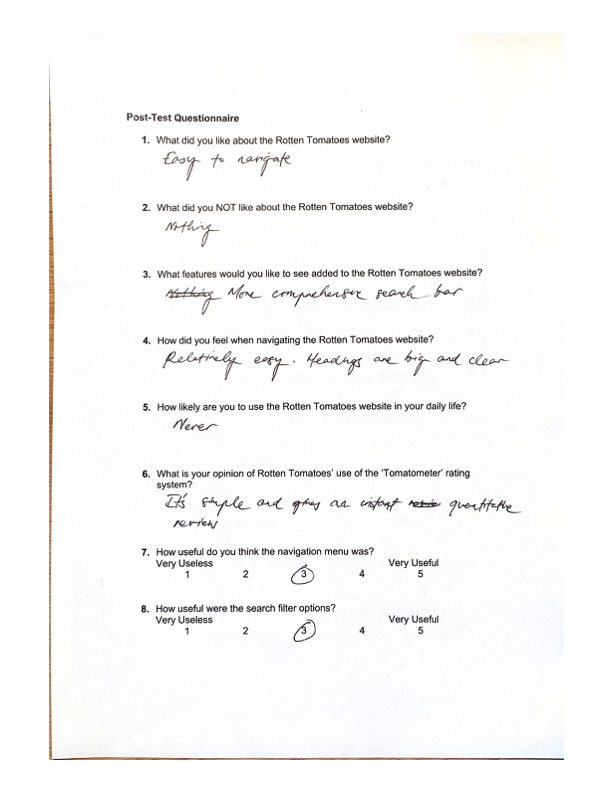 Post-Test Questionnaire
1. What did you like about the Rotten Tomatoes website?
Easy to navigate
2. What did you NOT like about the Rotten Tomatoes website?
Nothing
3. What features would you like to see added to the Rotten Tomatoes website?
Nothing More comprehensive search bar
4. How did you feel when navigating the Rotten Tomatoes website?
Relatively easy. Headings are big and clear
5. How likely are you to use the Rotten Tomatoes website in your daily life?
Never
6. What is your opinion of Rotten Tomatoes' use of the 'Tomatometer' rating
system?
It's simple and gives an instant quantitative
review
7. How useful do you think the navigation menu was?
Very Useless Very Useful
1 2 3 4 5
8. How useful were the search filter options?
Very Useless Very Useful
1 2 3 4 5